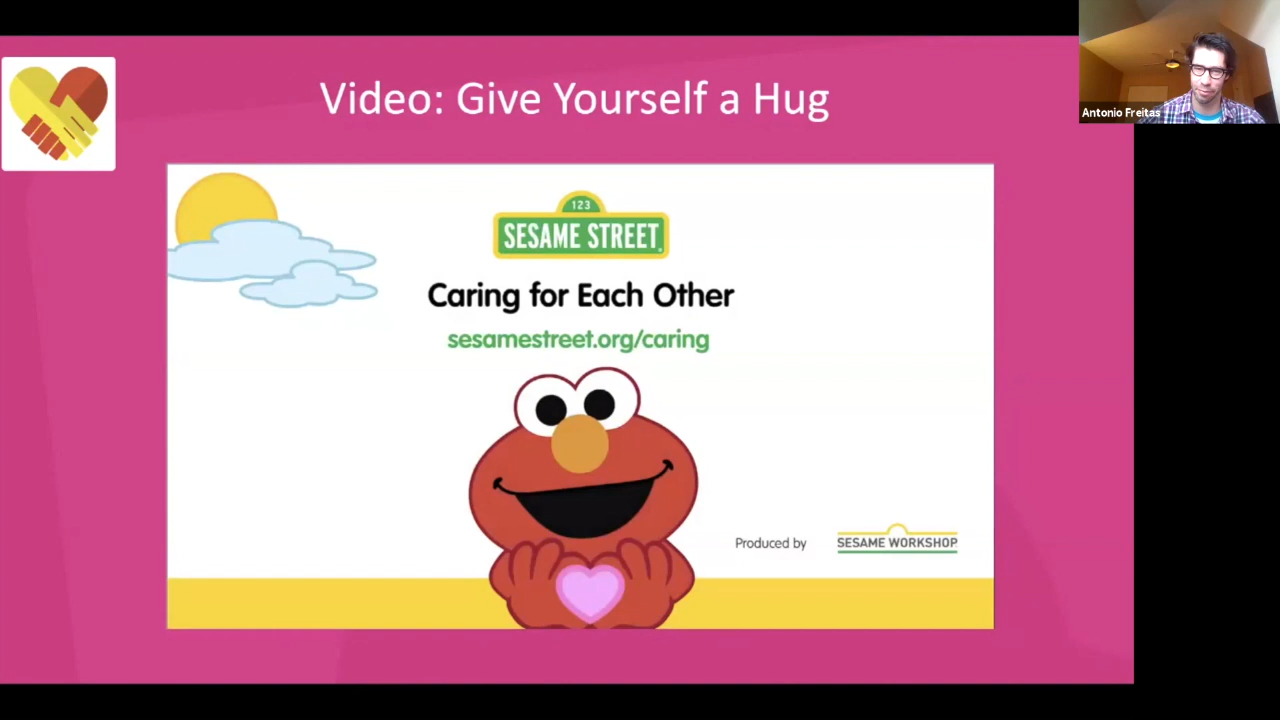 Video: Give Yourself a Hug
Antonio Freitas
123
SESAME STREET
Caring for Each Other
sesamestreet.org/caring
Produced by
SESAME WORKSHOP